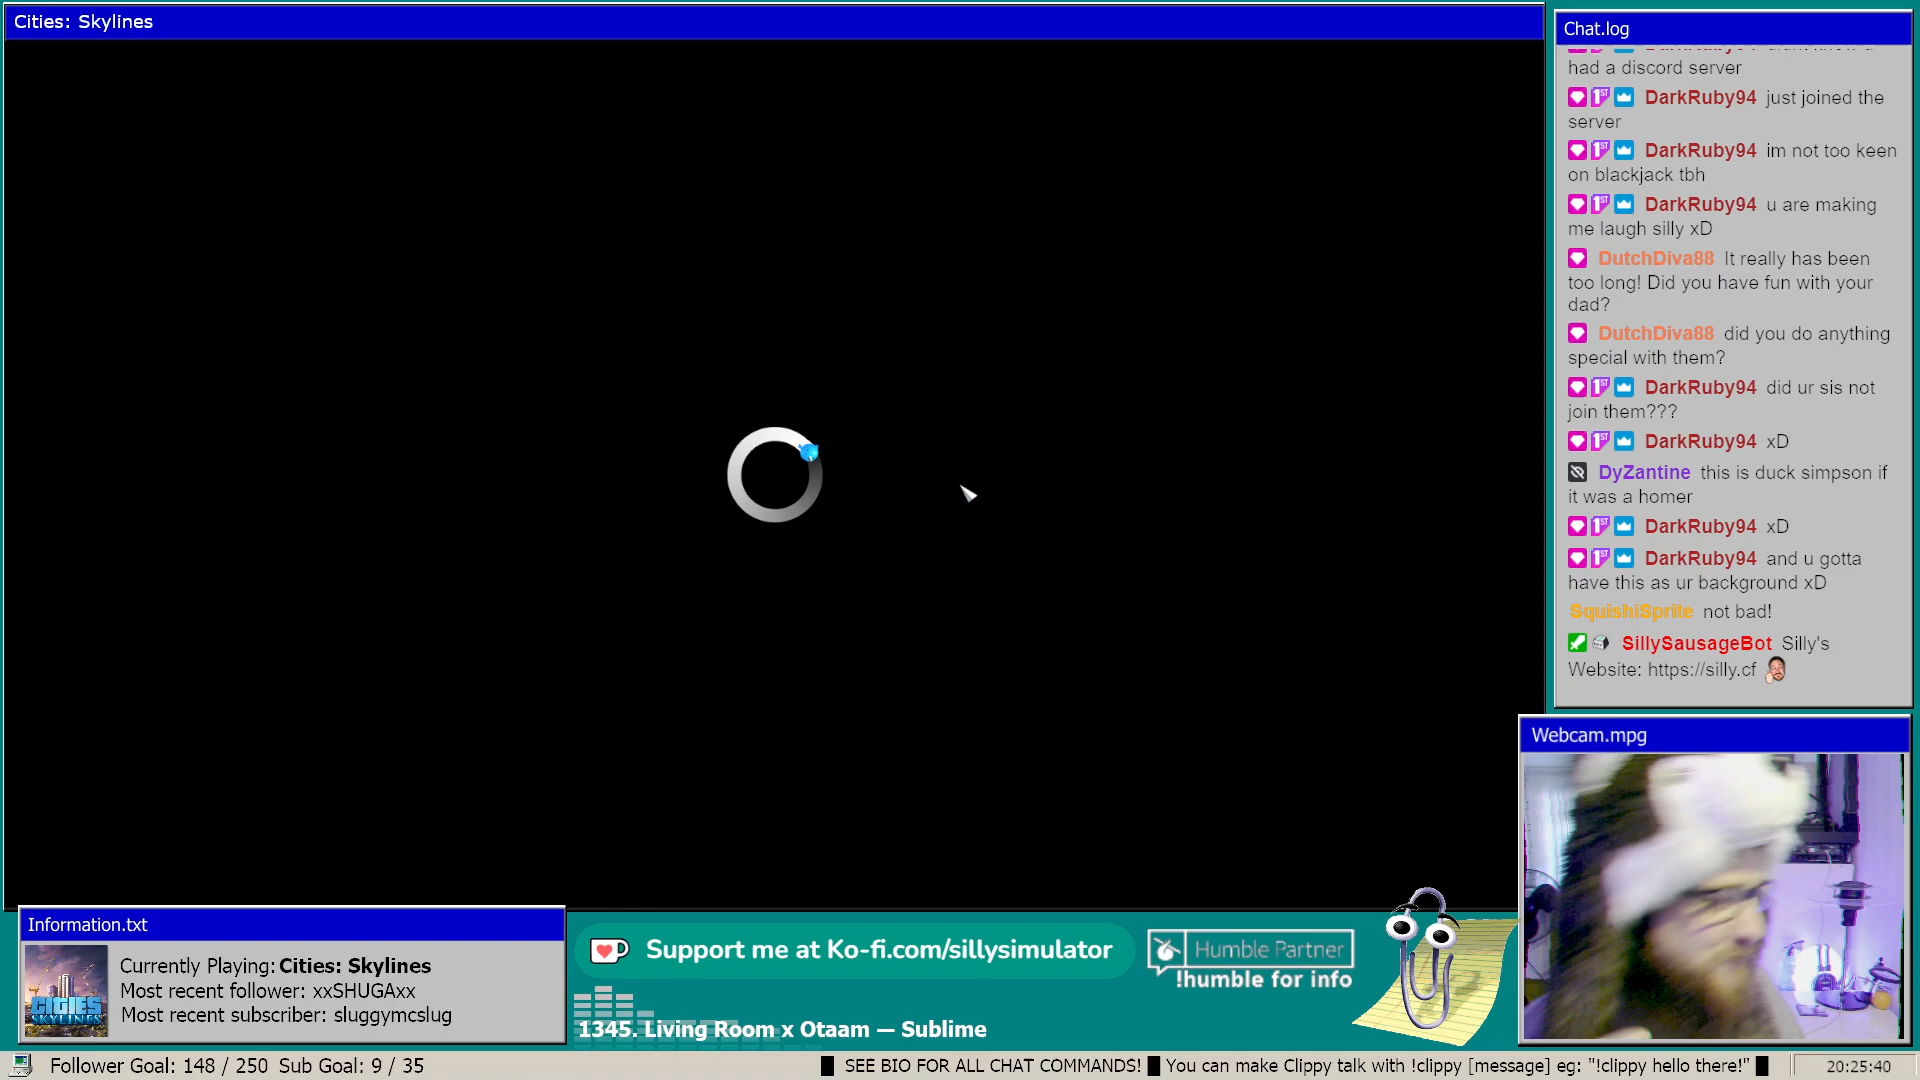 Cities: Skylines
Chat.log
had a discord server
DarkRuby94 just joined the
server
DarkRuby94 im not too keen
on blackjack tbh
DarkRuby94 u are making
me laugh silly xD
DutchDiva88 It really has been
too long! Did you have fun with your
dad?
DutchDiva88 did you do anything
special with them?
DarkRuby94 did ur sis not
join them???
DarkRuby94 xD
DyZantine this is duck simpson if
it was a homer
DarkRuby94 xD
DarkRuby94 and u gotta
have this as ur background xD
SquishiSprite not bad!
SillySausageBot Silly's
Website: https://silly.cf
Webcam.mpg
Information.txt
Currently Playing: Cities: Skylines
Most recent follower: xxSHUGAxx
Most recent subscriber: sluggymcslug
CITIES
SKYLINES
Support me at Ko-fi.com/sillysimulator
Humble Partner
!humble for info
1345. Living Room x Otaam — Sublime
Follower Goal: 148 / 250 Sub Goal: 9 / 35
SEE BIO FOR ALL CHAT COMMANDS! You can make Clippy talk with !clippy [message] eg: "!clippy hello there!"
20:25:40